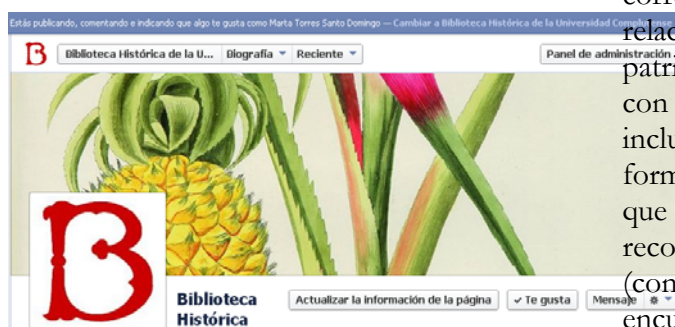 Estás publicando, comentando e indicando que algo te gusta como Marta Torres Santo Domingo — Cambiar a Biblioteca Histórica de la Universidad Complutense
B Biblioteca Histórica de la U... Biografía Reciente Panel de administración
B
Biblioteca
Histórica
Actualizar la información de la página ✓ Te gusta Mensaje
relac
patri
con
inclu
form
que
reco
(com
encu